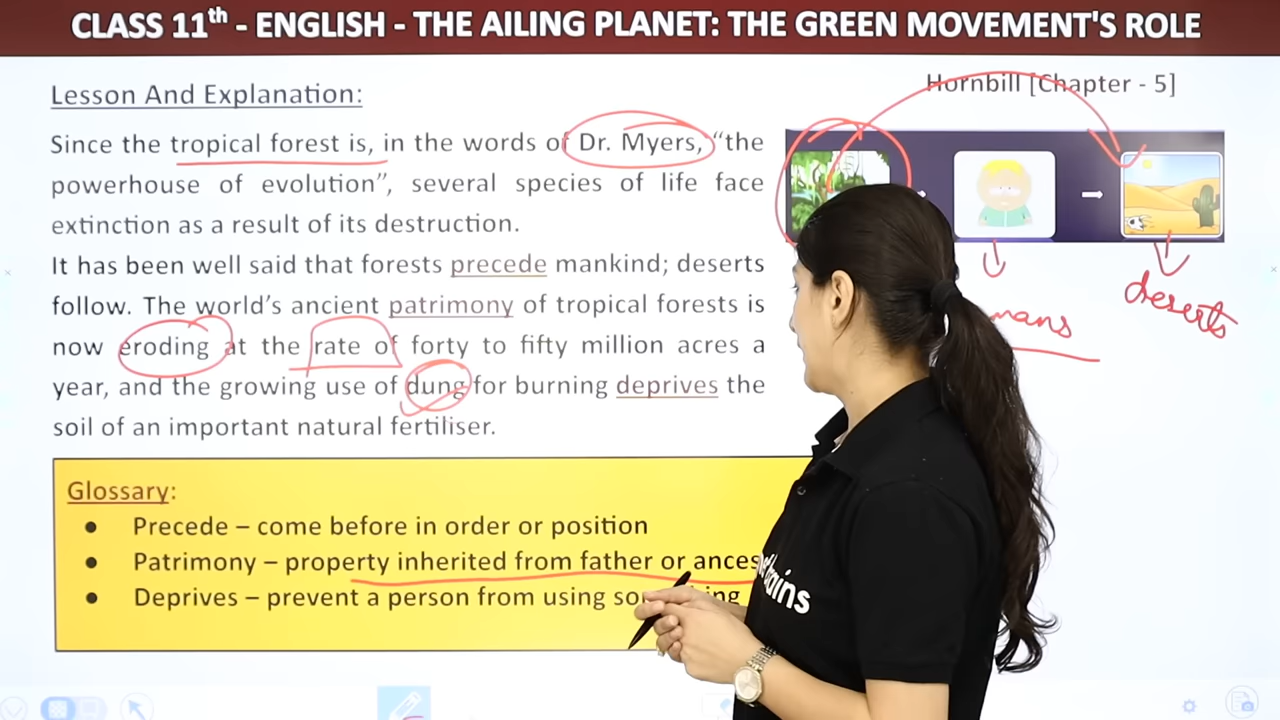 CLASS 11th - ENGLISH - THE AILING PLANET: THE GREEN MOVEMENT'S ROLE
Lesson And Explanation:
Hornbill [Chapter - 5]
Since the tropical forest is, in the words of Dr. Myers, “the
powerhouse of evolution”, several species of life face
extinction as a result of its destruction.
It has been well said that forests precede mankind; deserts
follow. The world’s ancient patrimony of tropical forests is
now eroding at the rate of forty to fifty million acres a
year, and the growing use of dung for burning deprives the
soil of an important natural fertiliser.
deserts
Glossary:
● Precede – come before in order or position
● Patrimony – property inherited from father or
● Deprives – prevent a person from using